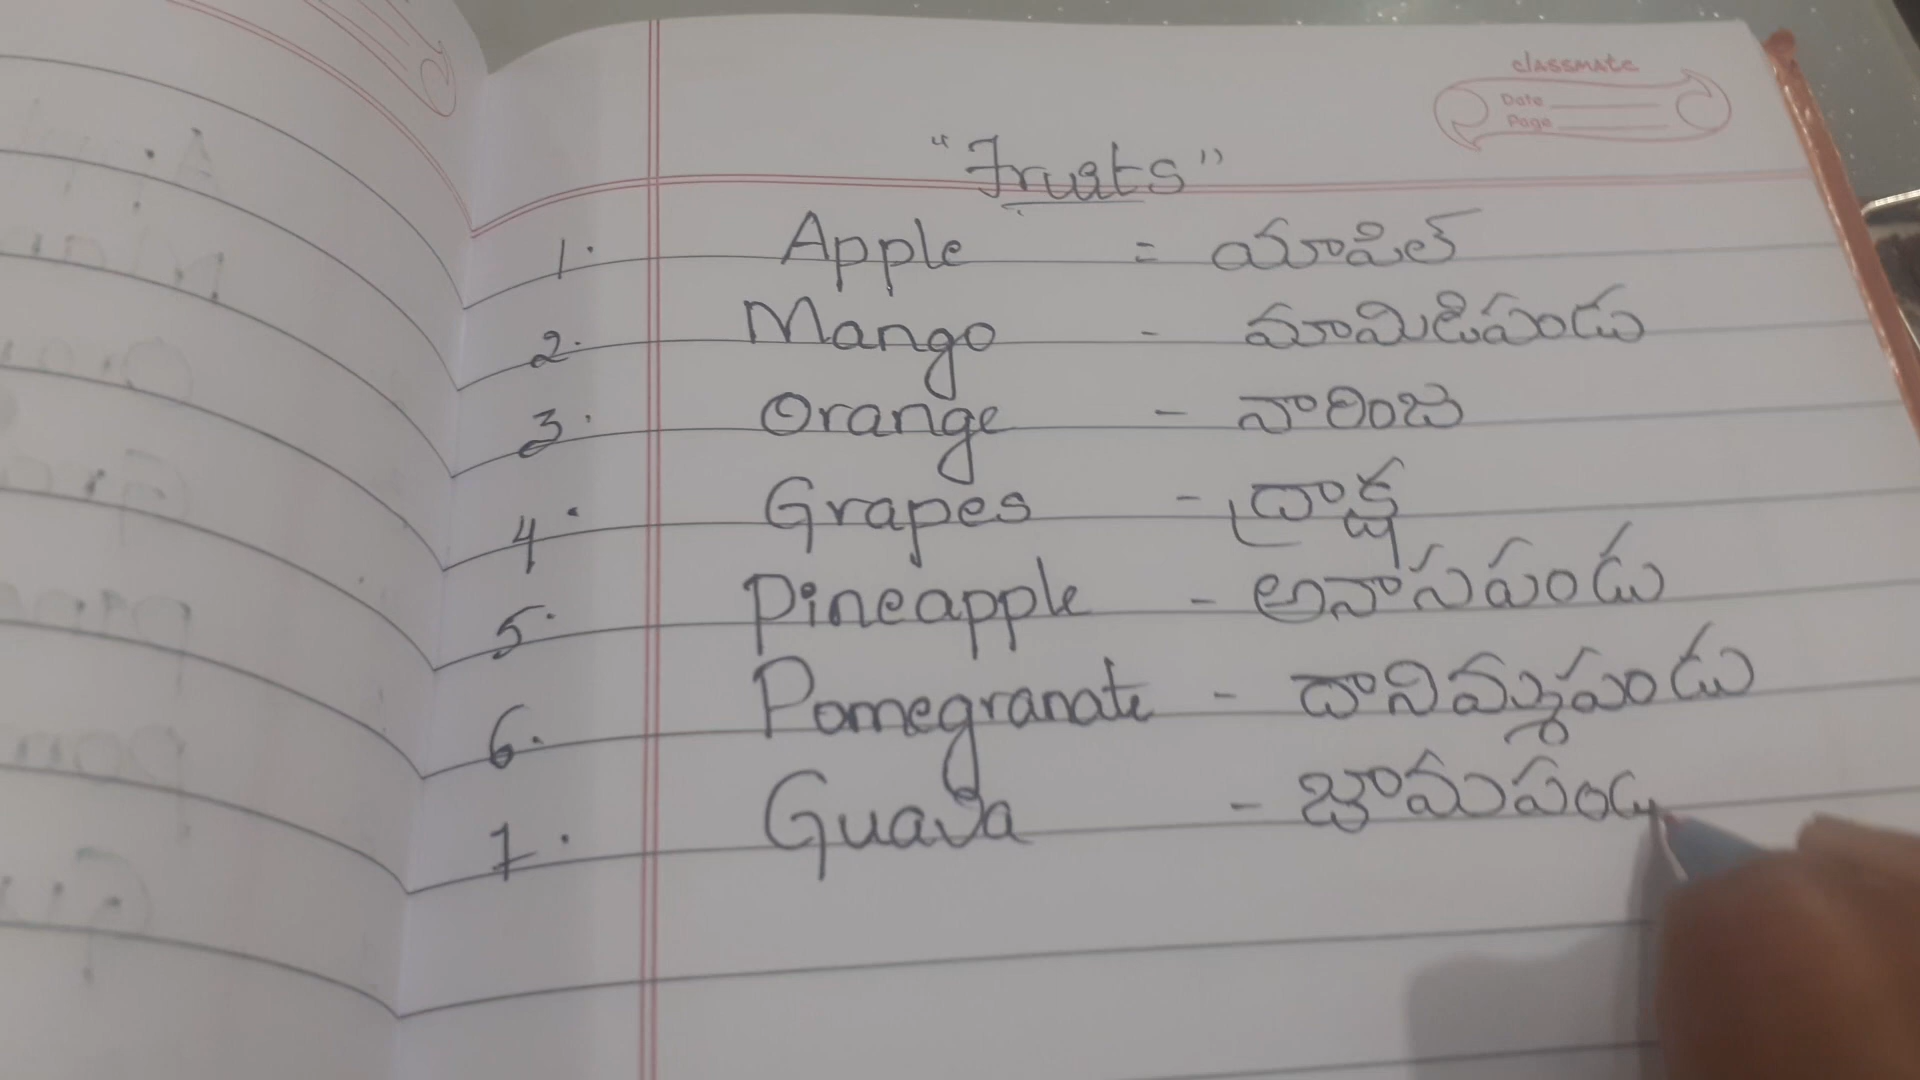 classmate
Date
Page
"Fruits"
1. Apple = యాపిల్
2. Mango - మామిడిపండు
3. Orange - నారింజ
4. Grapes - ద్రాక్ష
5. Pineapple - అనాసపండు
6. Pomegranate - దానిమ్మపండు
7. Guava - జామపండు